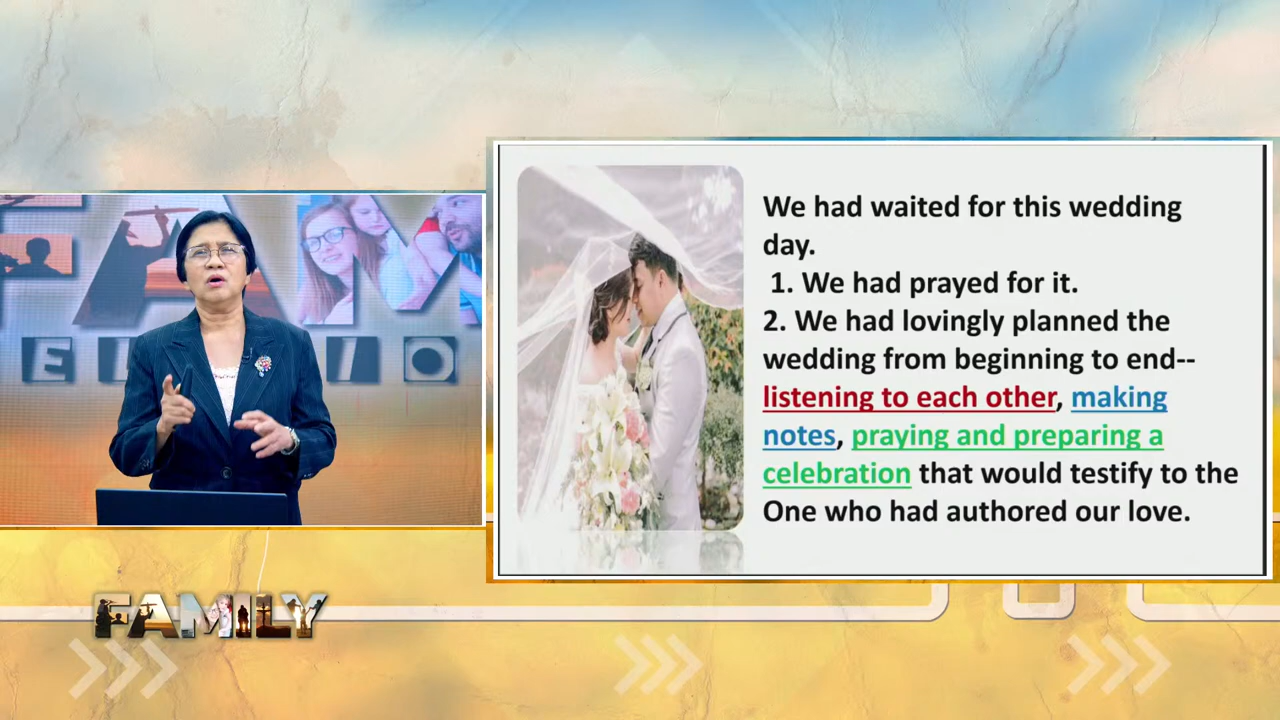 FAM
We had waited for this wedding
day.
1. We had prayed for it.
2. We had lovingly planned the
wedding from beginning to end--
listening to each other, making
notes, praying and preparing a
celebration that would testify to the
One who had authored our love.
FAMILY